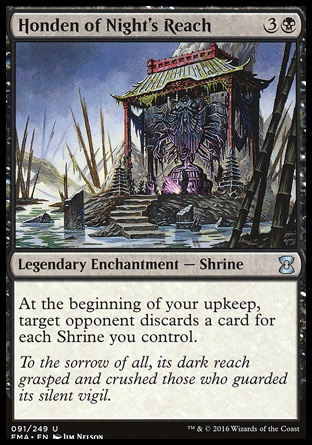 Honden of Night's Reach 3
Legendary Enchantment — Shrine
At the beginning of your upkeep,
target opponent discards a card for
each Shrine you control.
To the sorrow of all, its dark reach
grasped and crushed those who guarded
its silent vigil.
091/249 U
EMA • EN Jim Nelson
™ & © 2016 Wizards of the Coast